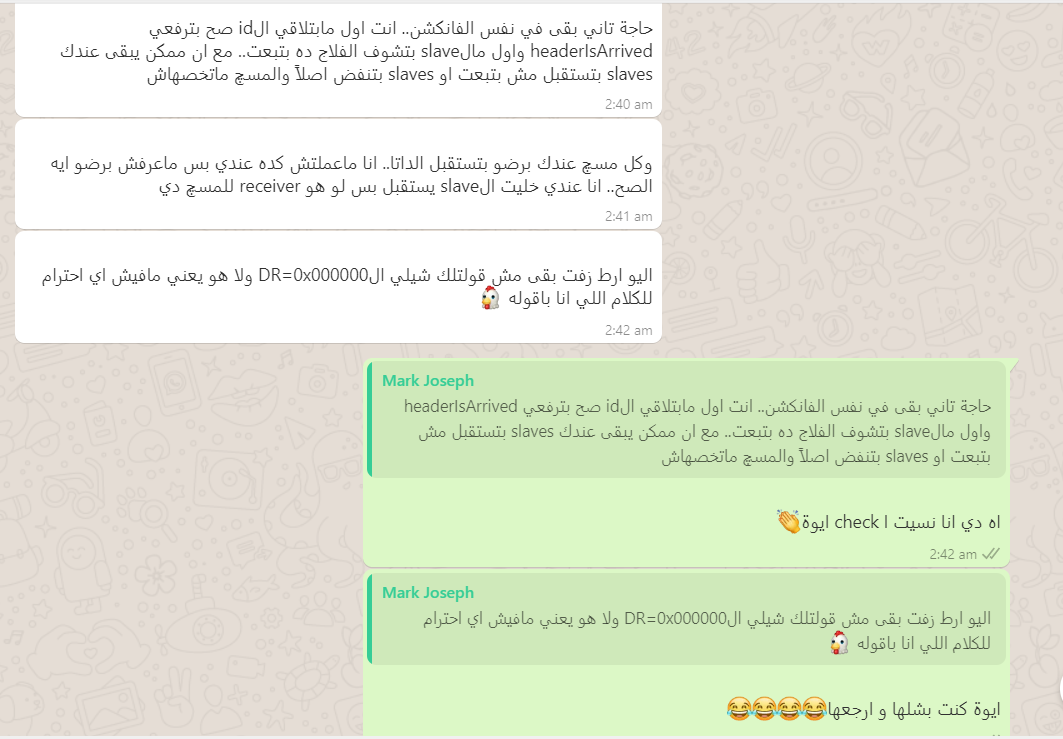 حاجة تاني بقى في نفس الفانكشن.. انت اول مابتلاقي الid صح بترفعي
headerIsArrived واول مالslave بتشوف الفلاج ده بتبعت.. مع ان ممكن يبقى عندك
slaves بتستقبل مش بتبعت او slaves بتنفض اصلاً والمسچ ماتخصهاش
2:40 am
وكل مسچ عندك برضو بتستقبل الداتا.. انا ماعملتش كده عندي بس ماعرفش برضو ايه
الصح.. انا عندي خليت الslave يستقبل بس لو هو receiver للمسچ دي
2:41 am
اليو ارط زفت بقى مش قولتلك شيلي الDR=0x000000 ولا هو يعني مافيش اي احترام
للكلام اللي انا باقوله 🐔
2:42 am
Mark Joseph
حاجة تاني بقى في نفس الفانكشن.. انت اول مابتلاقي الid صح بترفعي headerIsArrived
واول مالslave بتشوف الفلاج ده بتبعت.. مع ان ممكن يبقى عندك slaves بتستقبل مش
بتبعت او slaves بتنفض اصلاً والمسچ ماتخصهاش
اه دي انا نسيت ا check ايوة👏
2:42 am
Mark Joseph
اليو ارط زفت بقى مش قولتلك شيلي الDR=0x000000 ولا هو يعني مافيش اي احترام
للكلام اللي انا باقوله 🐔
ايوة كنت بشلها و ارجعها😂😂😂😂